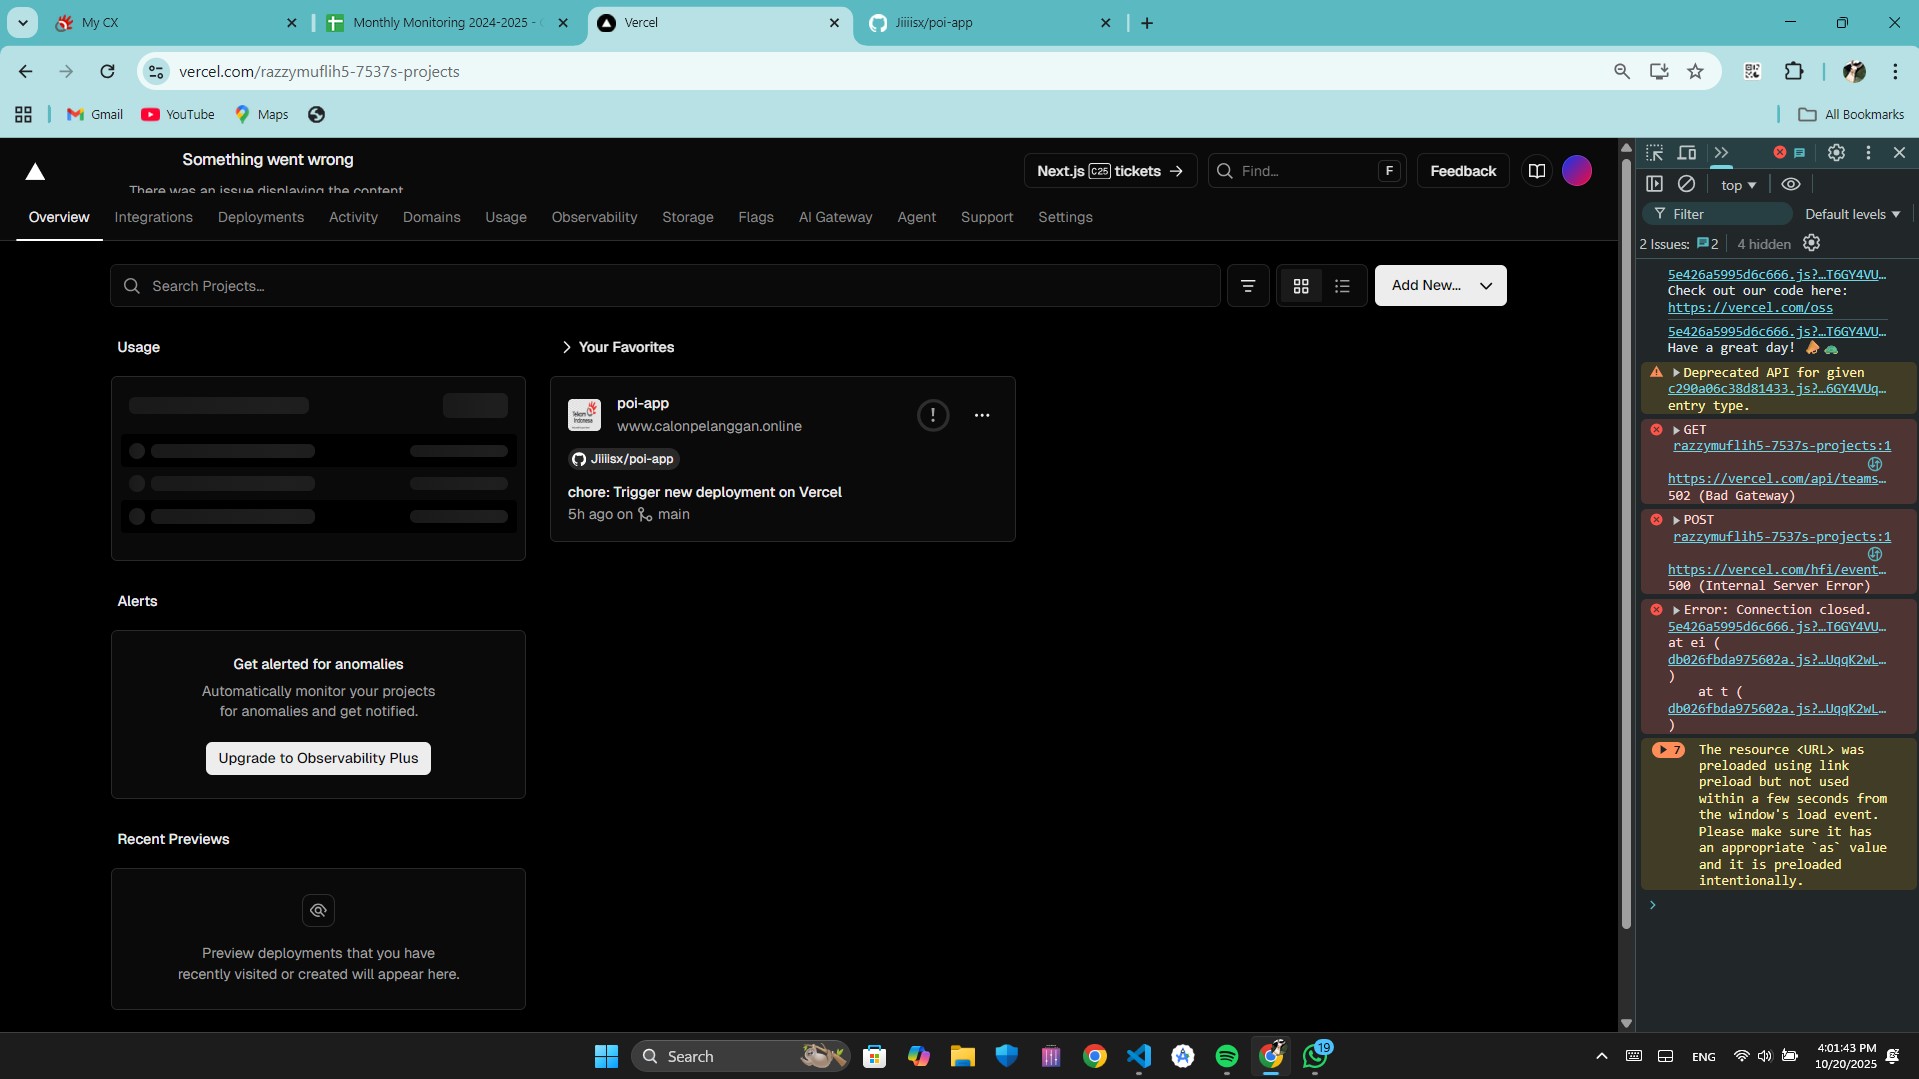 My CX
Monthly Monitoring 2024-2025 -
Vercel
Jiiiisx/poi-app
vercel.com/razzymuflih5-7537s-projects
Gmail
YouTube
Maps
All Bookmarks
Something went wrong
There was an issue displaying the content
Next.js C25 tickets →
Find...
F
Feedback
Overview
Integrations
Deployments
Activity
Domains
Usage
Observability
Storage
Flags
AI Gateway
Agent
Support
Settings
Search Projects...
Add New...
Usage
Your Favorites
Telkom
Indonesia
poi-app
www.calonpelanggan.online
Jiiiisx/poi-app
chore: Trigger new deployment on Vercel
5h ago on main
Alerts
Get alerted for anomalies
Automatically monitor your projects
for anomalies and get notified.
Upgrade to Observability Plus
Recent Previews
Preview deployments that you have
recently visited or created will appear here.
top
Filter
Default levels
2 Issues: 2
4 hidden
5e426a5995d6c666.js?…T6GY4VU…
Check out our code here:
https://vercel.com/oss
5e426a5995d6c666.js?…T6GY4VU…
Have a great day! 📣🐢
Deprecated API for given
c290a06c38d81433.js?…6GY4VUq…
entry type.
GET
razzymuflih5-7537s-projects:1
https://vercel.com/api/teams…
502 (Bad Gateway)
POST
razzymuflih5-7537s-projects:1
https://vercel.com/hfi/event…
500 (Internal Server Error)
Error: Connection closed.
5e426a5995d6c666.js?…T6GY4VU…
at ei (
db026fbda975602a.js?…UqqK2wL…
)
at t (
db026fbda975602a.js?…UqqK2wL…
)
7
The resource <URL> was
preloaded using link
preload but not used
within a few seconds from
the window's load event.
Please make sure it has
an appropriate `as` value
and it is preloaded
intentionally.
Search
19
ENG
4:01:43 PM
10/20/2025